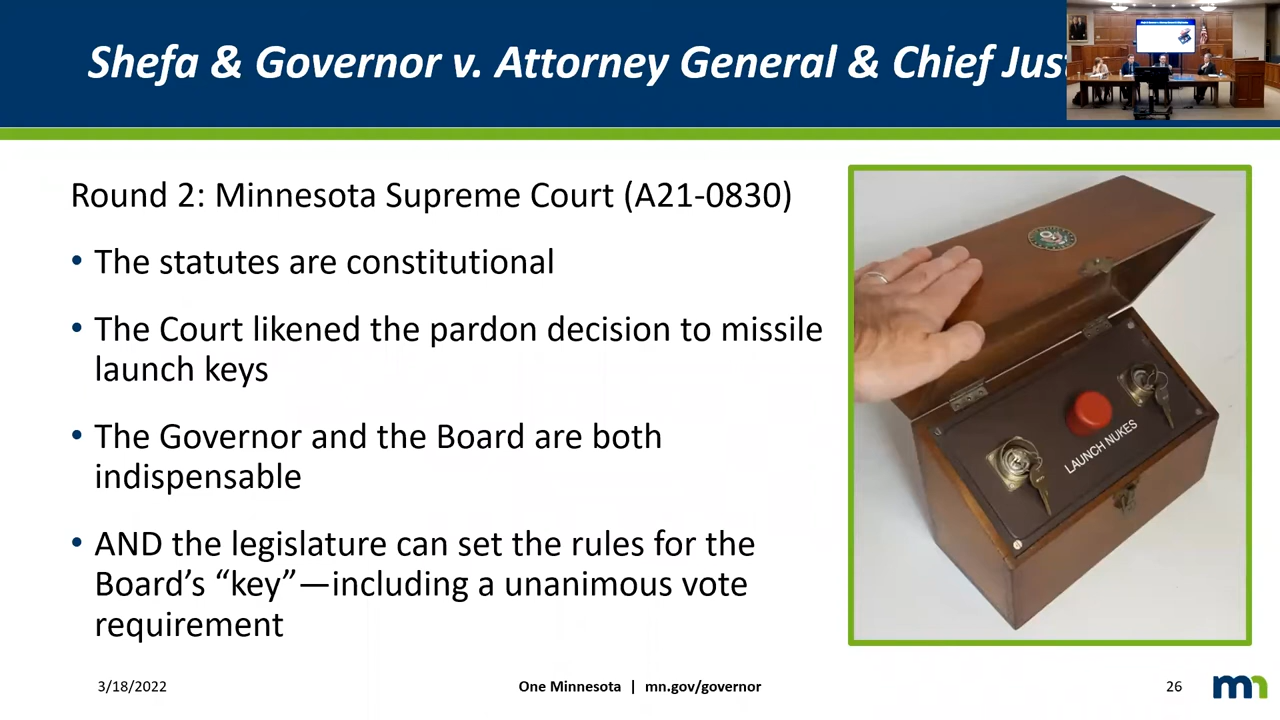 Shefa & Governor v. Attorney General & Chief
Round 2: Minnesota Supreme Court (A21-0830)
• The statutes are constitutional
• The Court likened the pardon decision to missile
launch keys
• The Governor and the Board are both
indispensable
• AND the legislature can set the rules for the
Board’s “key”—including a unanimous vote
requirement
LAUNCH NUKES
3/18/2022
One Minnesota | mn.gov/governor
26
mn